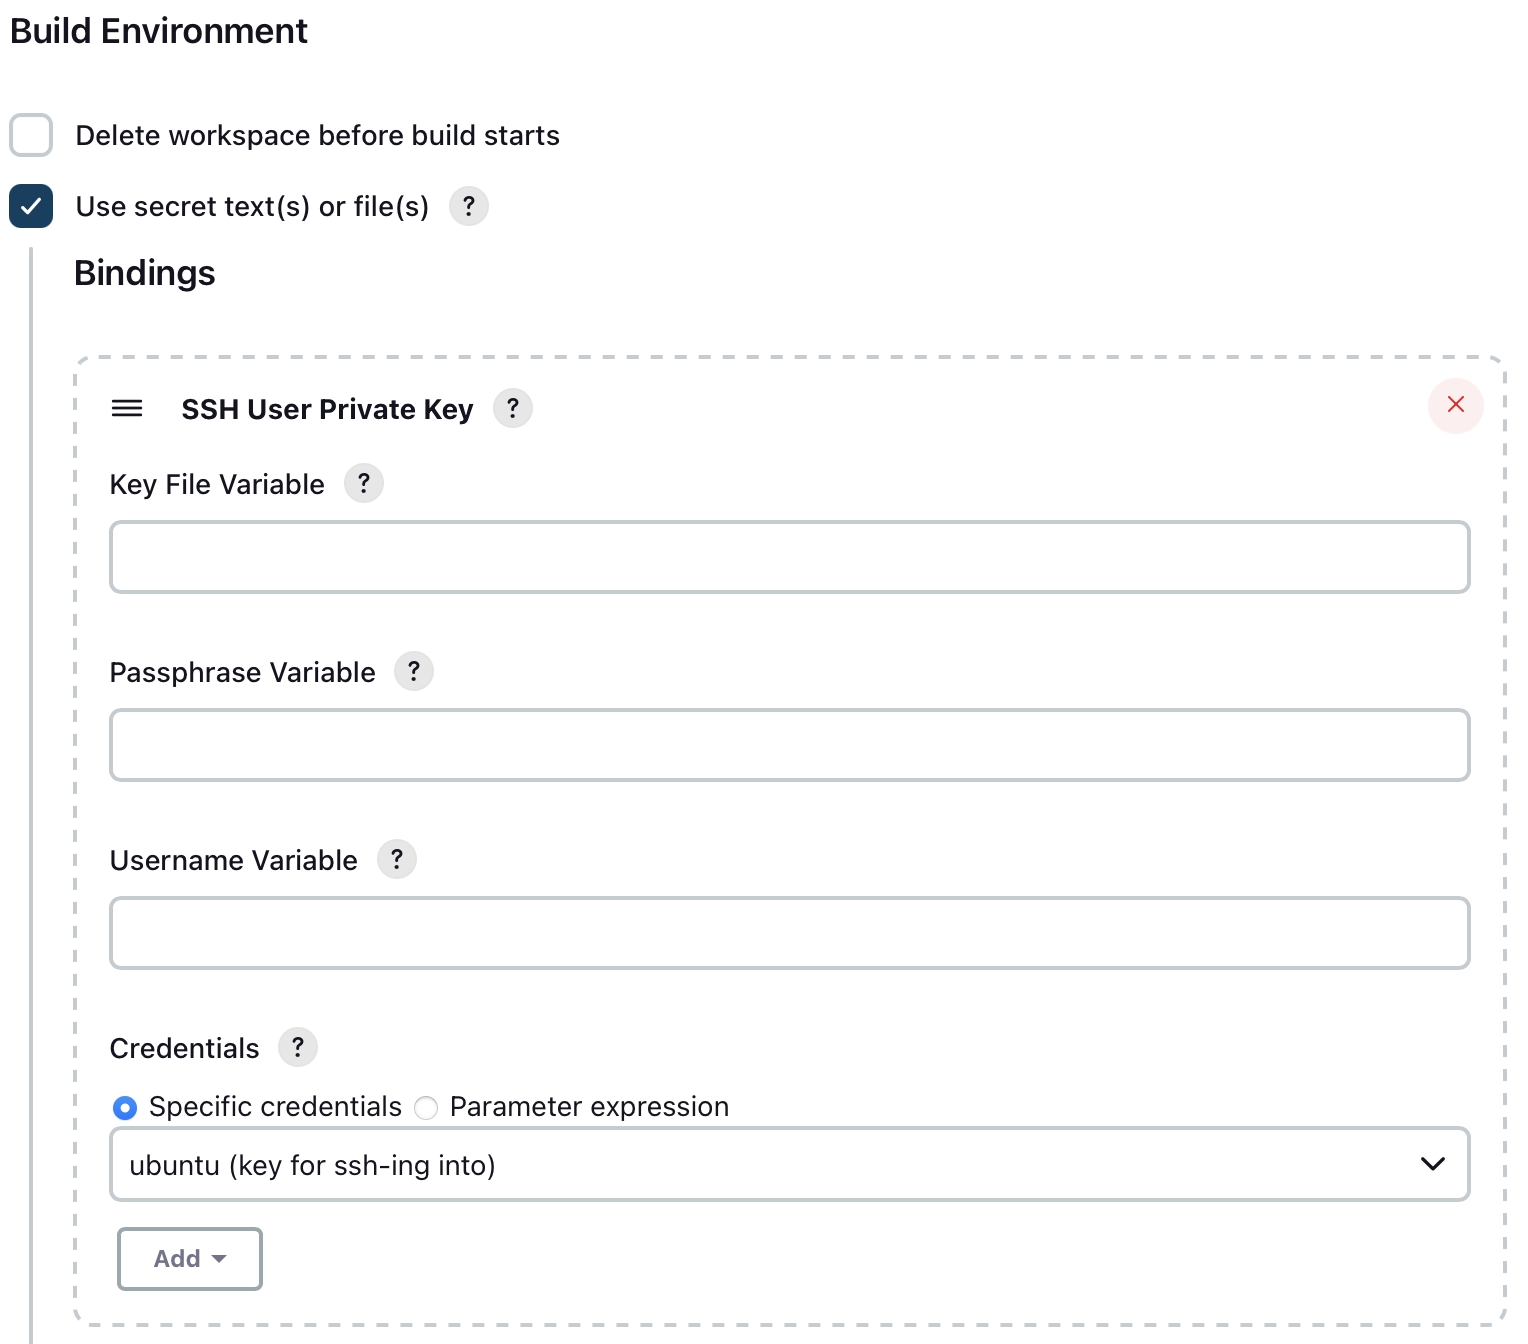 Build Environment
Delete workspace before build starts
Use secret text(s) or file(s) ?
Bindings
SSH User Private Key ?
Key File Variable ?
Passphrase Variable ?
Username Variable ?
Credentials ?
Specific credentials Parameter expression
ubuntu (key for ssh-ing into)
Add